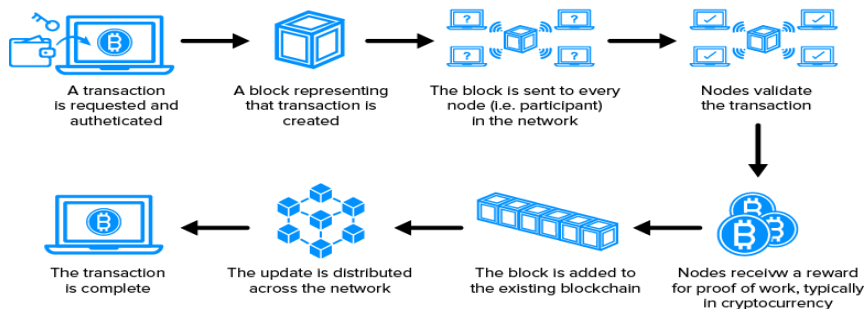 A transaction
is requested and
autheticated
A block representing
that transaction is
created
The block is sent to every
node (i.e. participant)
in the network
Nodes validate
the transaction
Nodes receivw a reward
for proof of work, typically
in cryptocurrency
The block is added to
the existing blockchain
The update is distributed
across the network
The transaction
is complete